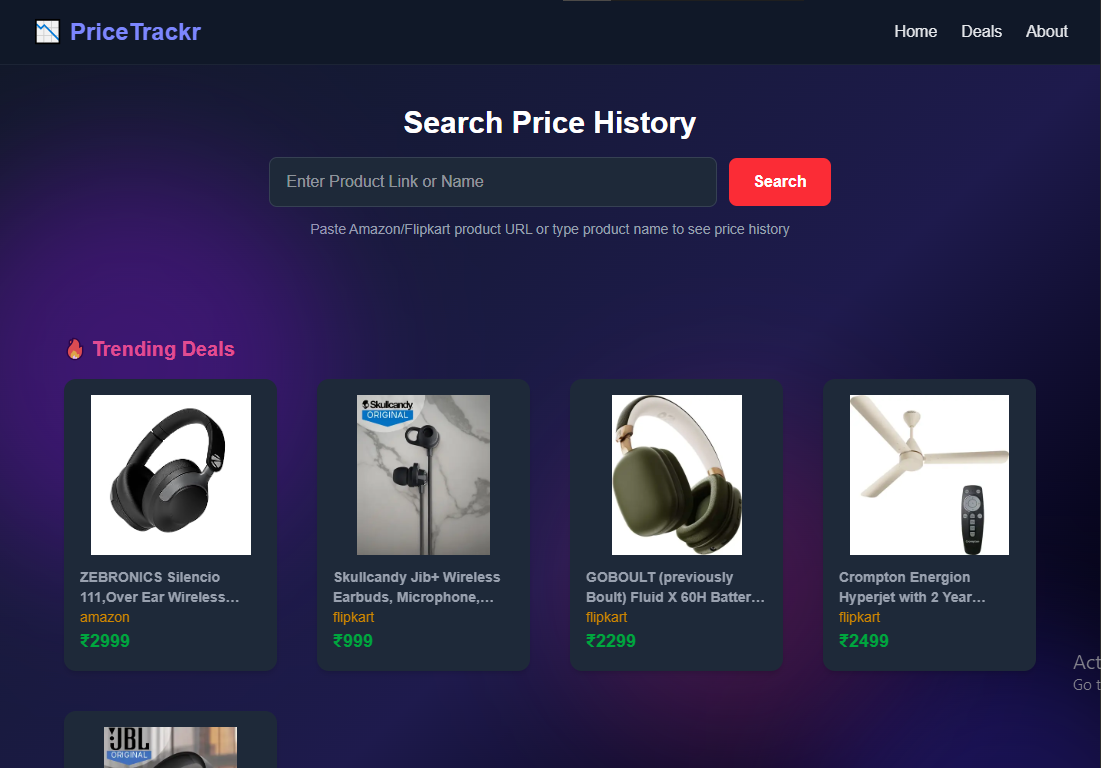 PriceTrackr
Home Deals About
Search Price History
Enter Product Link or Name
Search
Paste Amazon/Flipkart product URL or type product name to see price history
Trending Deals
Skullcandy
ORIGINAL
ZEBRONICS Silencio
111,Over Ear Wireless…
amazon
₹2999
Skullcandy Jib+ Wireless
Earbuds, Microphone,…
flipkart
₹999
GOBOULT (previously
Boult) Fluid X 60H Batter…
flipkart
₹2299
Crompton Energion
Hyperjet with 2 Year…
flipkart
₹2499
Act
Go t
JBL
ORIGINAL